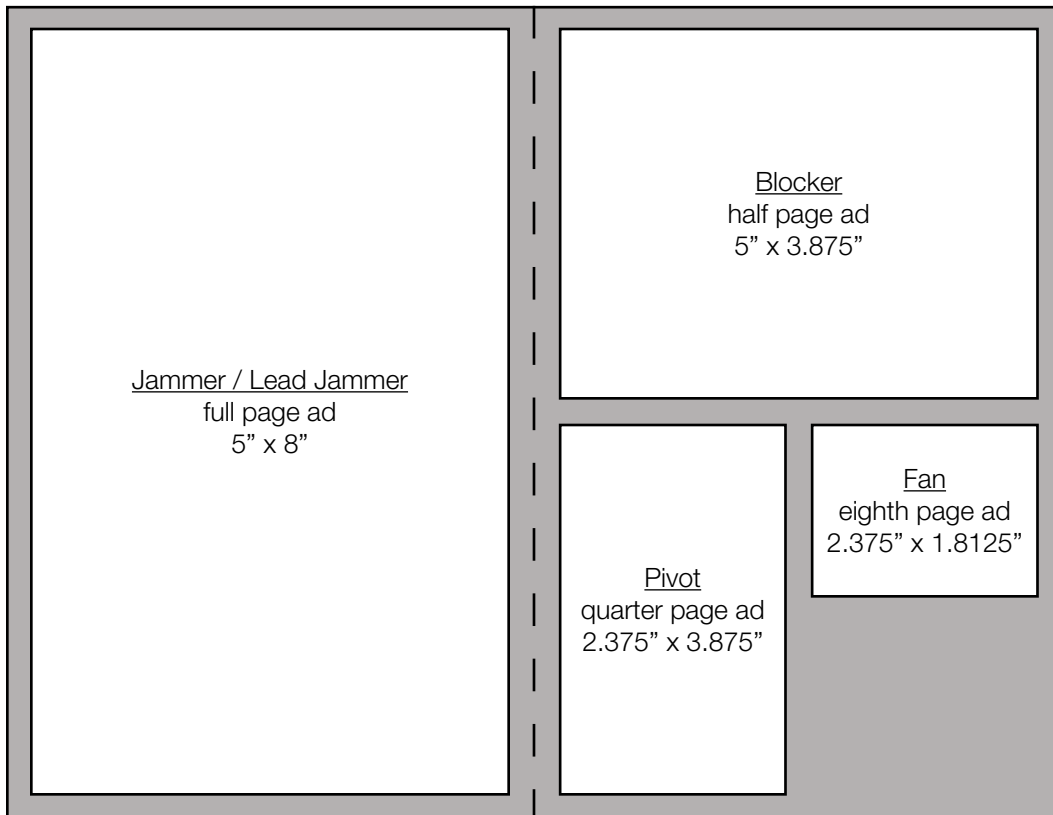 Jammer / Lead Jammer
full page ad
5” x 8”
Blocker
half page ad
5” x 3.875”
Pivot
quarter page ad
2.375” x 3.875”
Fan
eighth page ad
2.375” x 1.8125”